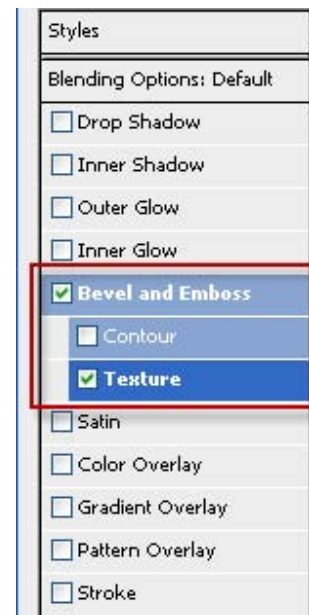 Styles
Blending Options: Default
Drop Shadow
Inner Shadow
Outer Glow
Inner Glow
Bevel and Emboss
Contour
Texture
Satin
Color Overlay
Gradient Overlay
Pattern Overlay
Stroke